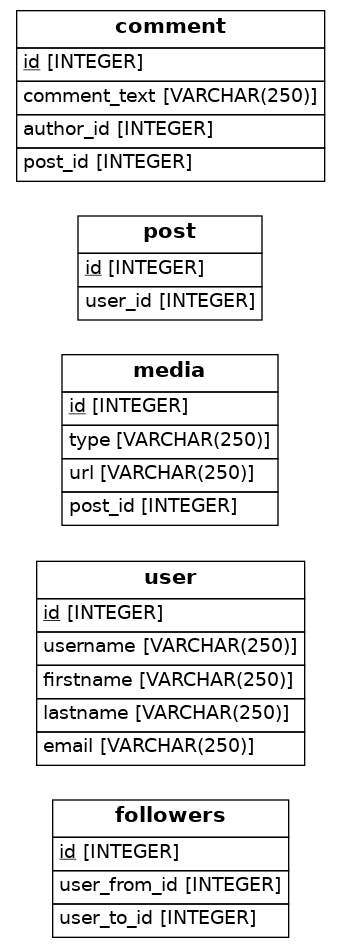 comment
id [INTEGER]
comment_text [VARCHAR(250)]
author_id [INTEGER]
post_id [INTEGER]
post
id [INTEGER]
user_id [INTEGER]
media
id [INTEGER]
type [VARCHAR(250)]
url [VARCHAR(250)]
post_id [INTEGER]
user
id [INTEGER]
username [VARCHAR(250)]
firstname [VARCHAR(250)]
lastname [VARCHAR(250)]
email [VARCHAR(250)]
followers
id [INTEGER]
user_from_id [INTEGER]
user_to_id [INTEGER]